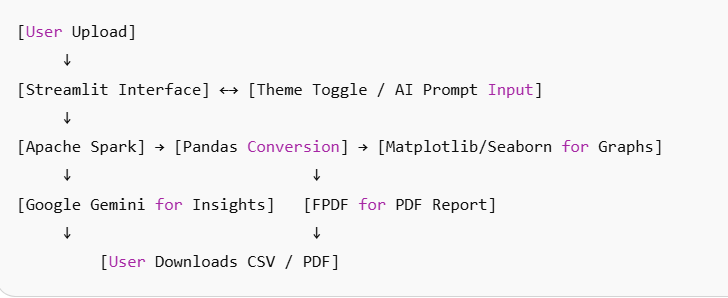 [User Upload]
↓
[Streamlit Interface] ↔ [Theme Toggle / AI Prompt Input]
↓
[Apache Spark] → [Pandas Conversion] → [Matplotlib/Seaborn for Graphs]
↓ ↓
[Google Gemini for Insights] [FPDF for PDF Report]
↓ ↓
[User Downloads CSV / PDF]